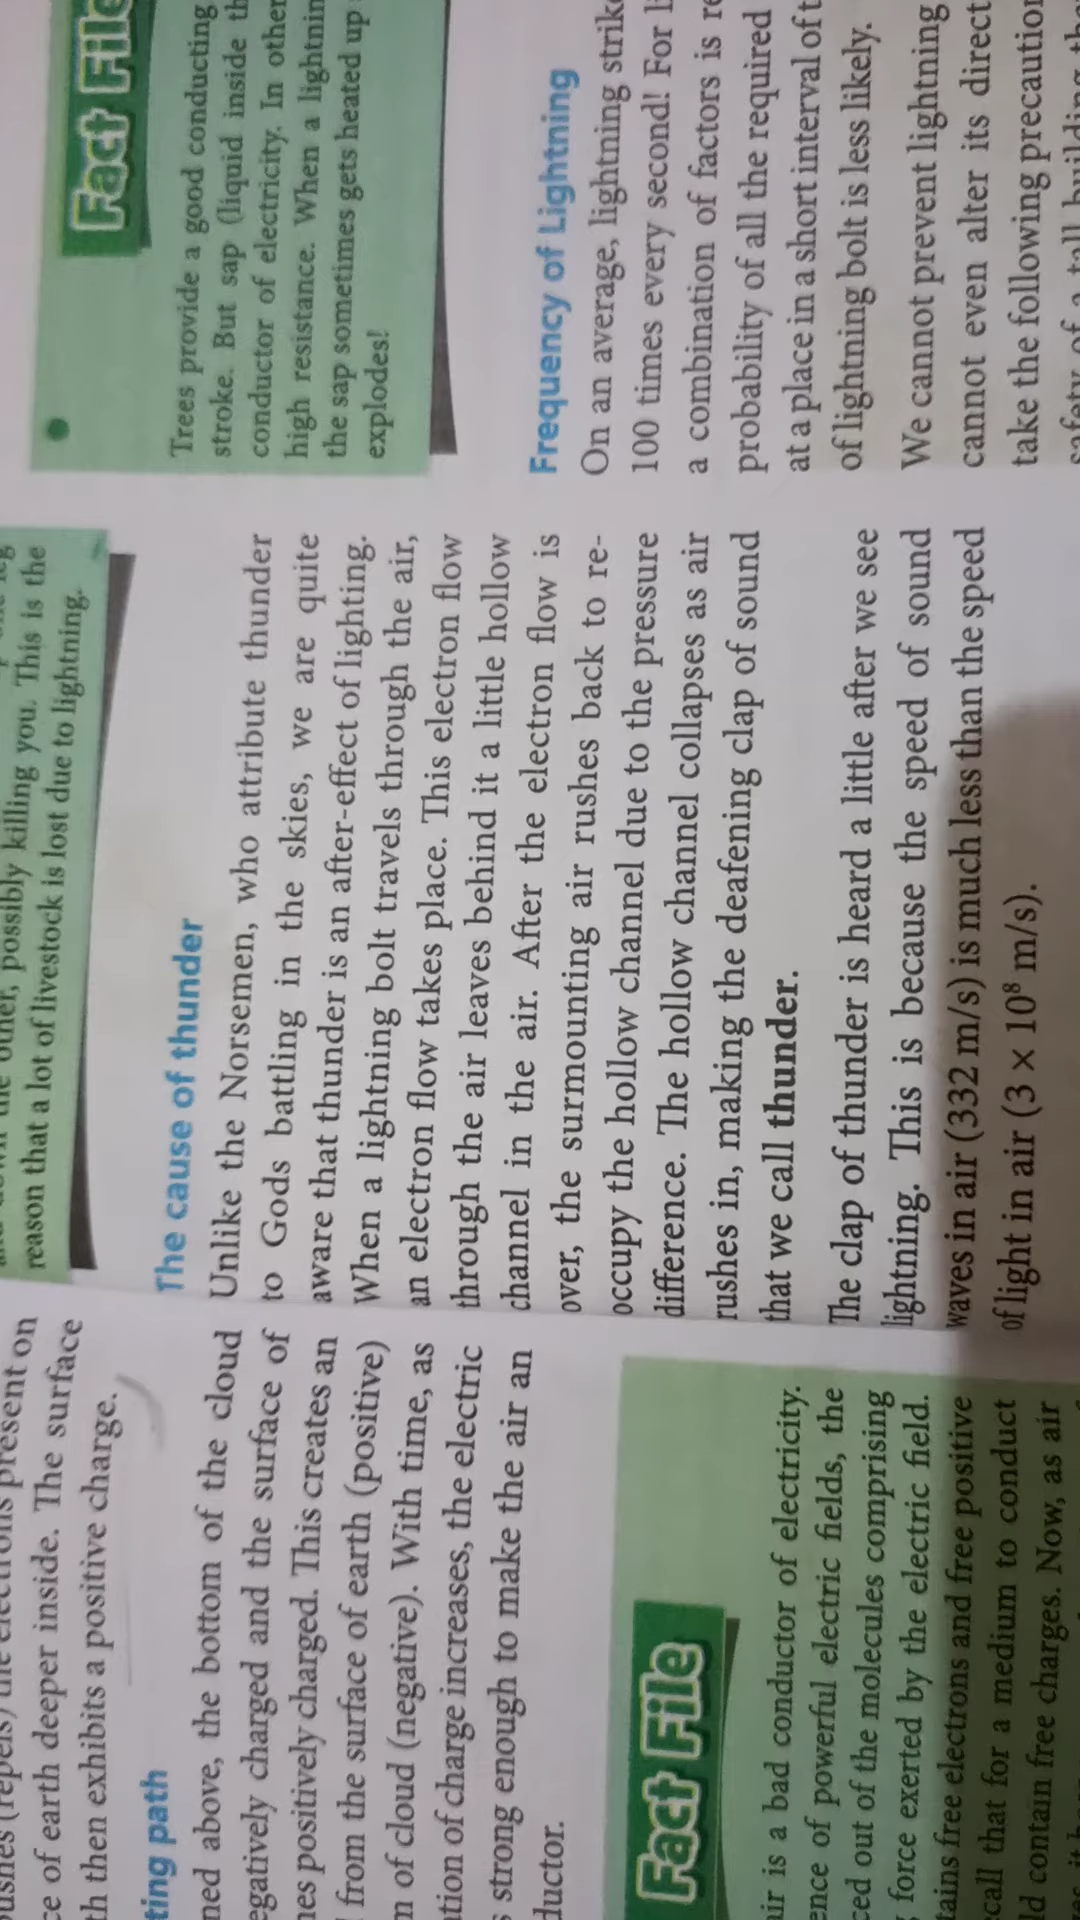 present on
ce of earth deeper inside. The surface
th then exhibits a positive charge.
ting path
ned above, the bottom of the cloud
egatively charged and the surface of
nes positively charged. This creates an
from the surface of earth (positive)
m of cloud (negative). With time, as
tion of charge increases, the electric
s strong enough to make the air an
ductor.
Fact File
air is a bad conductor of electricity.
ence of powerful electric fields, the
ced out of the molecules comprising
force exerted by the electric field.
tains free electrons and free positive
ecall that for a medium to conduct
ld contain free charges. Now, as air
other, possibly killing you. This is the
reason that a lot of livestock is lost due to lightning.
The cause of thunder
Unlike the Norsemen, who attribute thunder
to Gods battling in the skies, we are quite
aware that thunder is an after-effect of lighting.
When a lightning bolt travels through the air,
an electron flow takes place. This electron flow
through the air leaves behind it a little hollow
channel in the air. After the electron flow is
over, the surmounting air rushes back to re-
occupy the hollow channel due to the pressure
difference. The hollow channel collapses as air
rushes in, making the deafening clap of sound
that we call thunder.
The clap of thunder is heard a little after we see
lightning. This is because the speed of sound
waves in air (332 m/s) is much less than the speed
of light in air (3 × 10⁸ m/s).
Fact File
Trees provide a good conducting
stroke. But sap (liquid inside th
conductor of electricity. In other
high resistance. When a lightnin
the sap sometimes gets heated up
explodes!
Frequency of Lightning
On an average, lightning strike
100 times every second! For li
a combination of factors is re
probability of all the required
at a place in a short interval of t
of lightning bolt is less likely.
We cannot prevent lightning
cannot even alter its direct
take the following precaution
safety of a tall building